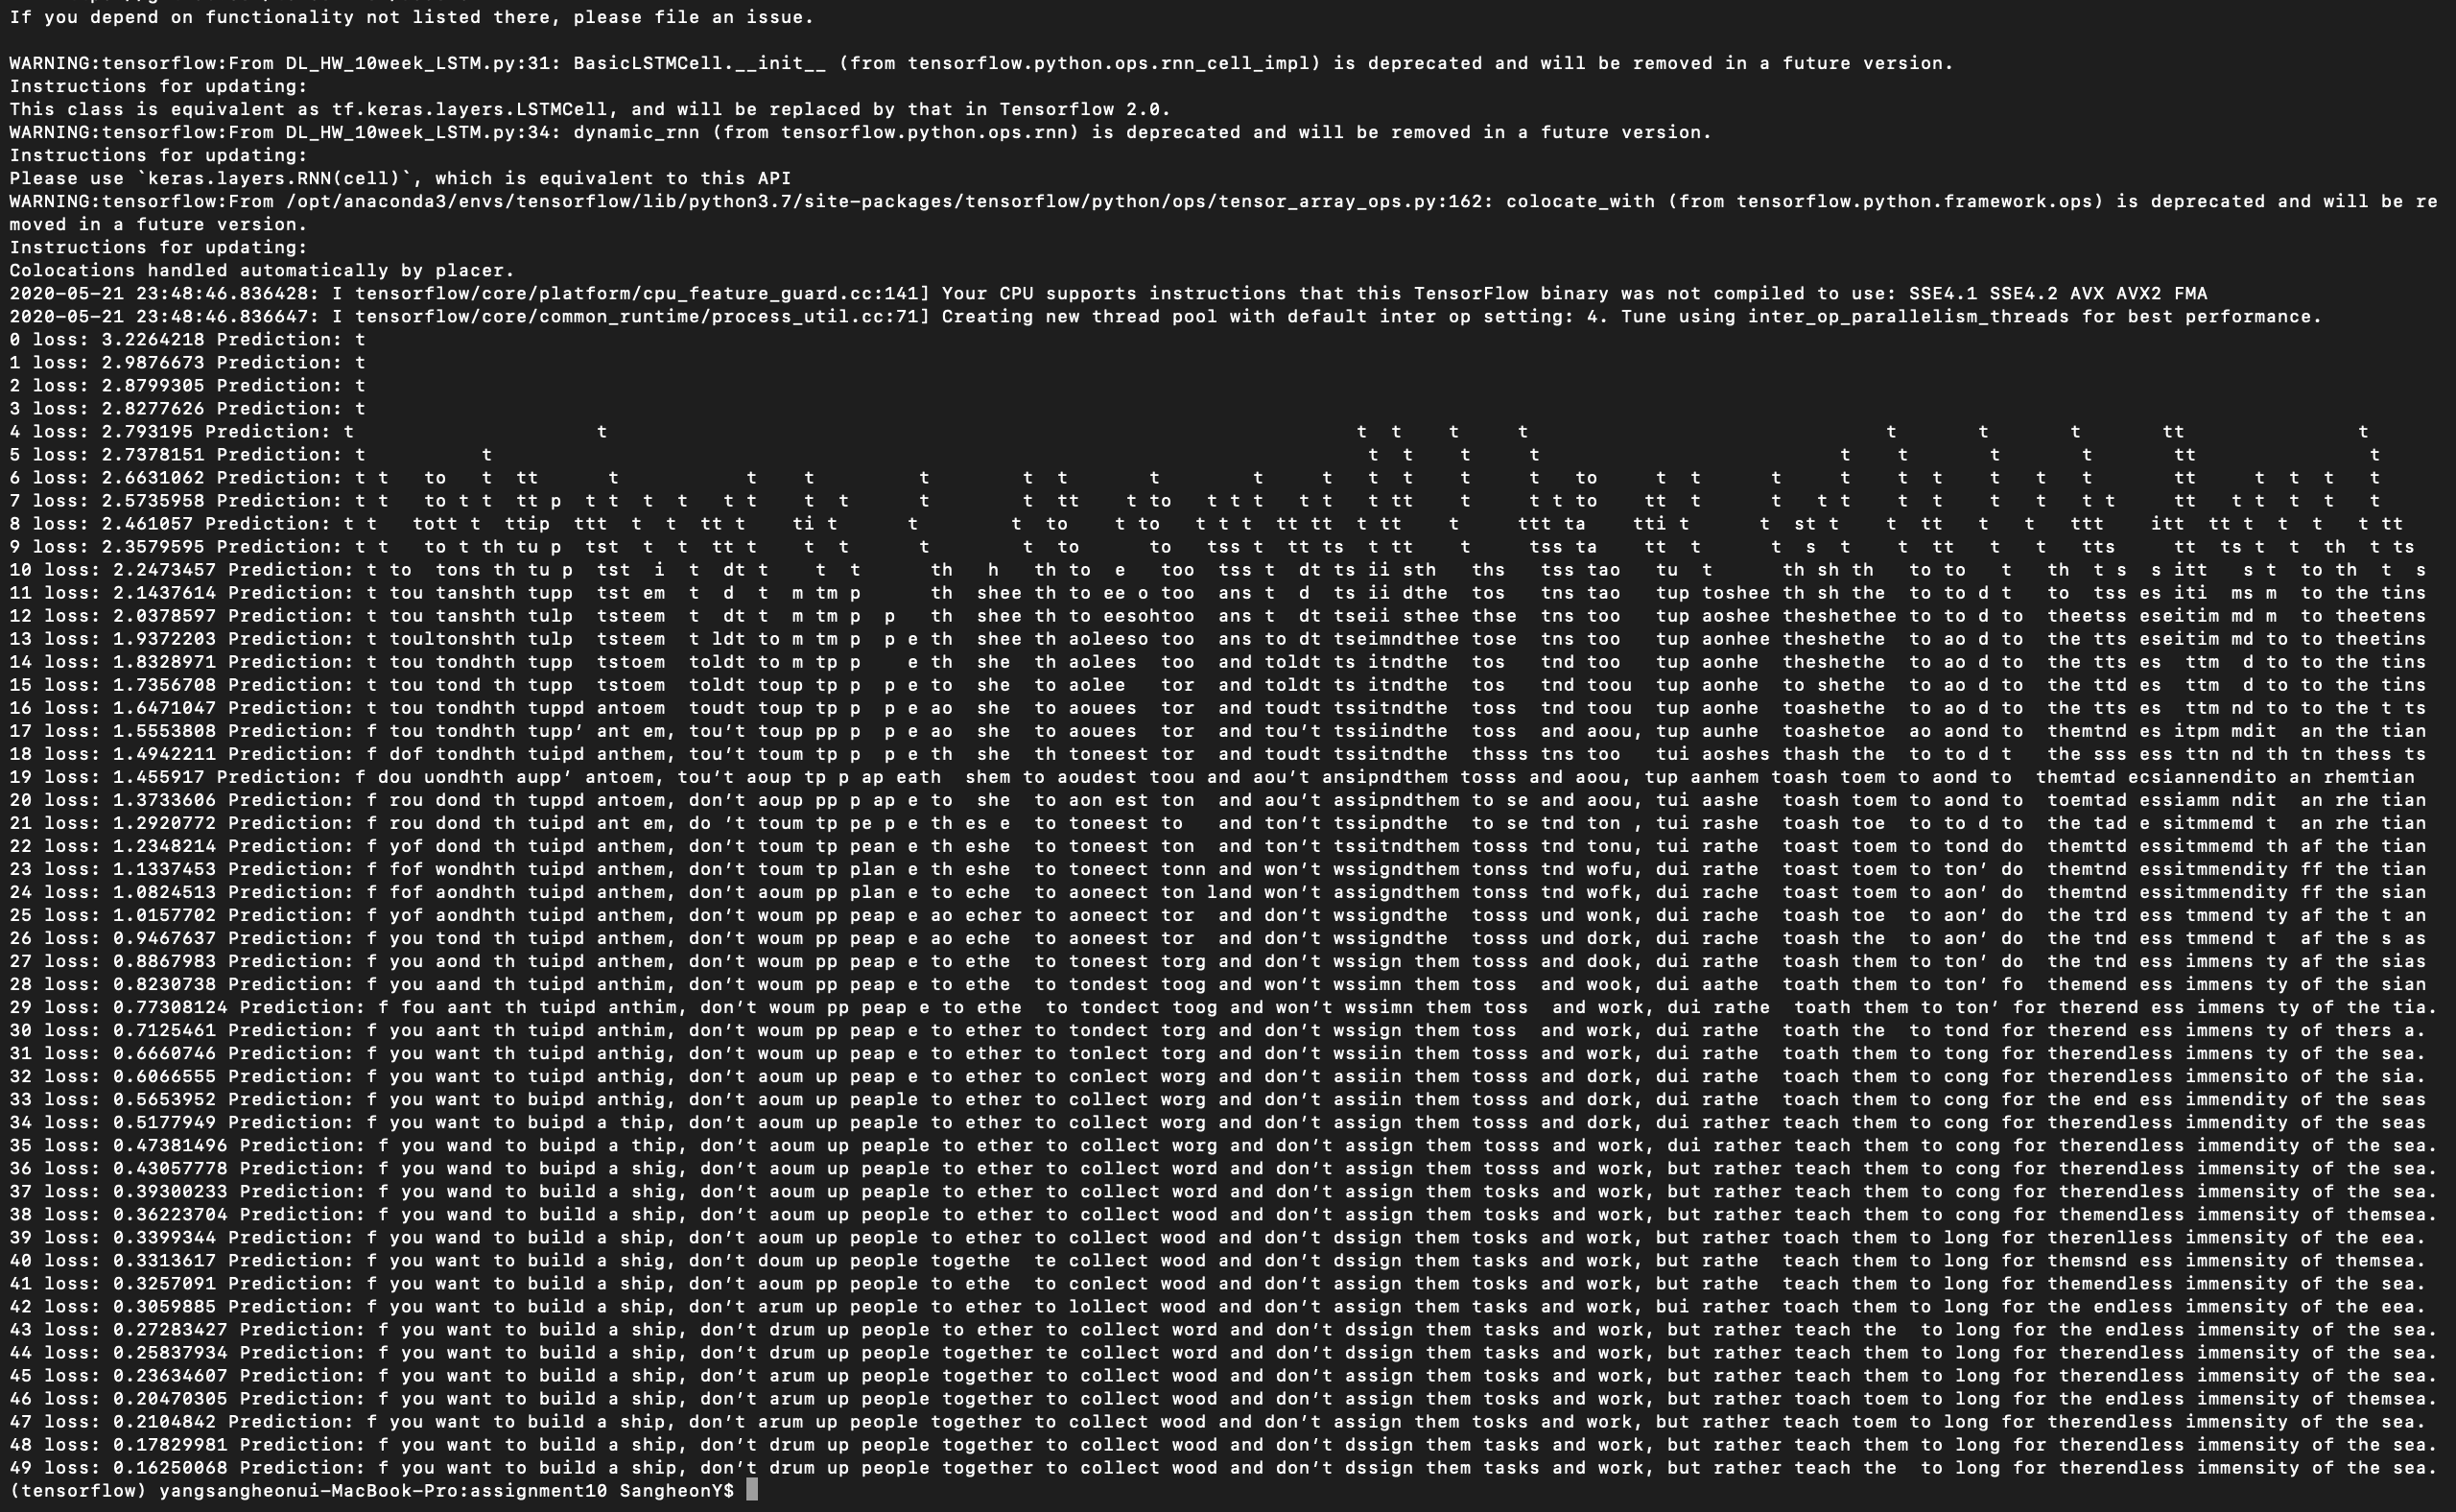 If you depend on functionality not listed there, please file an issue.

WARNING:tensorflow:From DL_HW_10week_LSTM.py:31: BasicLSTMCell.__init__ (from tensorflow.python.ops.rnn_cell_impl) is deprecated and will be removed in a future version.
Instructions for updating:
This class is equivalent as tf.keras.layers.LSTMCell, and will be replaced by that in Tensorflow 2.0.
WARNING:tensorflow:From DL_HW_10week_LSTM.py:34: dynamic_rnn (from tensorflow.python.ops.rnn) is deprecated and will be removed in a future version.
Instructions for updating:
Please use `keras.layers.RNN(cell)`, which is equivalent to this API
WARNING:tensorflow:From /opt/anaconda3/envs/tensorflow/lib/python3.7/site-packages/tensorflow/python/ops/tensor_array_ops.py:162: colocate_with (from tensorflow.python.framework.ops) is deprecated and will be re
moved in a future version.
Instructions for updating:
Colocations handled automatically by placer.
2020-05-21 23:48:46.836428: I tensorflow/core/platform/cpu_feature_guard.cc:141] Your CPU supports instructions that this TensorFlow binary was not compiled to use: SSE4.1 SSE4.2 AVX AVX2 FMA
2020-05-21 23:48:46.836647: I tensorflow/core/common_runtime/process_util.cc:71] Creating new thread pool with default inter op setting: 4. Tune using inter_op_parallelism_threads for best performance.
0 loss: 3.2264218 Prediction: t
1 loss: 2.9876673 Prediction: t
2 loss: 2.8799305 Prediction: t
3 loss: 2.8277626 Prediction: t
4 loss: 2.793195 Prediction: t t t t t t t t t tt t
5 loss: 2.7378151 Prediction: t t t t t t t t t t tt t
6 loss: 2.6631062 Prediction: t t to t tt t t t t t t t t t t t t t to t t t t t t t t t tt t t t t
7 loss: 2.5735958 Prediction: t t to t t tt p t t t t t t t t t t tt t to t t t t t t tt t t t to tt t t t t t t t t t t t tt t t t t t t
8 loss: 2.461057 Prediction: t t tott t ttip ttt t t tt t ti t t t to t to t t t tt tt t tt t ttt ta tti t t st t t tt t t ttt itt tt t t t t tt
9 loss: 2.3579595 Prediction: t t to t th tu p tst t t tt t t t t t to to tss t tt ts t tt t tss ta tt t t s t t tt t t tts tt ts t t th t ts
10 loss: 2.2473457 Prediction: t to tons th tu p tst i t dt t t t th h th to e too tss t dt ts ii sth ths tss tao tu t th sh th to to t th t s s itt s t to th t s
11 loss: 2.1437614 Prediction: t tou tanshth tupp tst em t d t m tm p th shee th to ee o too ans t d ts ii dthe tos tns tao tup toshee th sh the to to d t to tss es iti ms m to the tins
12 loss: 2.0378597 Prediction: t tou tanshth tulp tsteem t dt t m tm p p th shee th to eesohtoo ans t dt tseii sthee thse tns too tup aoshee theshethee to to d to theetss eseitim md m to theetens
13 loss: 1.9372203 Prediction: t toultonshth tulp tsteem t ldt to m tm p p e th shee th aoleeso too ans to dt tseimndthee tose tns too tup aonhee theshethe to ao d to the tts eseitim md to to theetins
14 loss: 1.8328971 Prediction: t tou tondhth tupp tstoem toldt to m tp p e th she th aolees too and toldt ts itndthe tos tnd too tup aonhe theshethe to ao d to the tts es ttm d to to the tins
15 loss: 1.7356708 Prediction: t tou tond th tupp tstoem toldt toup tp p p e to she to aolee tor and toldt ts itndthe tos tnd toou tup aonhe to shethe to ao d to the ttd es ttm d to to the tins
16 loss: 1.6471047 Prediction: t tou tondhth tuppd antoem toudt toup tp p p e ao she to aouees tor and toudt tssitndthe toss tnd toou tup aonhe toashethe to ao d to the tts es ttm nd to to the t ts
17 loss: 1.5553808 Prediction: f tou tondhth tupp’ ant em, tou’t toup pp p p e ao she to aouees tor and tou’t tssiindthe toss and aoou, tup aunhe toashetoe ao aond to themtnd es itpm mdit an the tian
18 loss: 1.4942211 Prediction: f dof tondhth tuipd anthem, tou’t toum tp p p e th she th toneest tor and toudt tssitndthe thsss tns too tui aoshes thash the to to d t the sss ess ttn nd th tn thess ts
19 loss: 1.455917 Prediction: f dou uondhth aupp’ antoem, tou’t aoup tp p ap eath shem to aoudest toou and aou’t ansipndthem tosss and aoou, tup aanhem toash toem to aond to themtad ecsiannendito an rhemtian
20 loss: 1.3733606 Prediction: f rou dond th tuppd antoem, don’t aoup pp p ap e to she to aon est ton and aou’t assipndthem to se and aoou, tui aashe toash toem to aond to toemtad essiamm ndit an rhe tian
21 loss: 1.2920772 Prediction: f rou dond th tuipd ant em, do ’t toum tp pe p e th es e to toneest to and ton’t tssipndthe to se tnd ton , tui rashe toash toe to to d to the tad e sitmmemd t an rhe tian
22 loss: 1.2348214 Prediction: f yof dond th tuipd anthem, don’t toum tp pean e th eshe to toneest ton and ton’t tssitndthem tosss tnd tonu, tui rathe toast toem to tond do themttd essitmmemd th af the tian
23 loss: 1.1337453 Prediction: f fof wondhth tuipd anthem, don’t toum tp plan e th eshe to toneect tonn and won’t wssigndthem tonss tnd wofu, dui rathe toast toem to ton’ do themtnd essitmmendity ff the tian
24 loss: 1.0824513 Prediction: f fof aondhth tuipd anthem, don’t aoum pp plan e to eche to aoneect ton land won’t assigndthem tonss tnd wofk, dui rache toast toem to aon’ do themtnd essitmmendity ff the sian
25 loss: 1.0157702 Prediction: f yof aondhth tuipd anthem, don’t woum pp peap e ao echer to aoneect tor and don’t wssigndthe tosss und wonk, dui rache toash toe to aon’ do the trd ess tmmend ty af the t an
26 loss: 0.9467637 Prediction: f you tond th tuipd anthem, don’t woum pp peap e ao eche to aoneest tor and don’t wssigndthe tosss und dork, dui rache toash the to aon’ do the tnd ess tmmend t af the s as
27 loss: 0.8867983 Prediction: f you aond th tuipd anthem, don’t woum pp peap e to ethe to toneest torg and don’t wssign them tosss and dook, dui rathe toash them to ton’ do the tnd ess immens ty af the sias
28 loss: 0.8230738 Prediction: f you aand th tuipd anthim, don’t woum pp peap e to ethe to tondest toog and won’t wssimn them toss and wook, dui aathe toath them to ton’ fo themend ess immens ty of the sian
29 loss: 0.77308124 Prediction: f fou aant th tuipd anthim, don’t woum pp peap e to ethe to tondect toog and won’t wssimn them toss and work, dui rathe toath them to ton’ for therend ess immens ty of the tia.
30 loss: 0.7125461 Prediction: f you aant th tuipd anthim, don’t woum pp peap e to ether to tondect torg and don’t wssign them toss and work, dui rathe toath the to tond for therend ess immens ty of thers a.
31 loss: 0.6660746 Prediction: f you want th tuipd anthig, don’t woum up peap e to ether to tonlect torg and don’t wssiin them tosss and work, dui rathe toath them to tong for therendless immens ty of the sea.
32 loss: 0.6066555 Prediction: f you want to tuipd anthig, don’t aoum up peap e to ether to conlect worg and don’t assiin them tosss and dork, dui rathe toach them to cong for therendless immensito of the sia.
33 loss: 0.5653952 Prediction: f you want to buipd anthig, don’t aoum up peaple to ether to collect worg and don’t assiin them tosss and dork, dui rathe toach them to cong for the end ess immensity of the seas
34 loss: 0.5177949 Prediction: f you want to buipd a thip, don’t aoum up peaple to ether to collect worg and don’t assign them tosss and dork, dui rather teach them to cong for therendless immensity of the seas
35 loss: 0.47381496 Prediction: f you wand to buipd a thip, don’t aoum up peaple to ether to collect worg and don’t assign them tosss and work, dui rather teach them to cong for therendless immendity of the sea.
36 loss: 0.43057778 Prediction: f you wand to buipd a shig, don’t aoum up people to ether to collect word and don’t assign them tosss and work, but rather teach them to cong for therendless immensity of the sea.
37 loss: 0.39300233 Prediction: f you wand to build a shig, don’t aoum up people to ether to collect word and don’t assign them tosks and work, but rather teach them to cong for therendless immensity of the sea.
38 loss: 0.36223704 Prediction: f you wand to build a ship, don’t aoum up people to ether to collect wood and don’t assign them tosks and work, but rather teach them to cong for themendless immensity of themsea.
39 loss: 0.3399344 Prediction: f you wand to build a ship, don’t aoum up people to ether to collect wood and don’t dssign them tasks and work, but rather toach them to long for therenlless immensity of the eea.
40 loss: 0.3313617 Prediction: f you want to build a shig, don’t doum up people togethe te collect wood and don’t dssign them tasks and work, but rathe teach them to long for themsnd ess immensity of themsea.
41 loss: 0.3257091 Prediction: f you want to build a ship, don’t aoum pp people to ethe to conlect wood and don’t assign them tasks and work, but rathe teach them to long for themendless immensity of the sea.
42 loss: 0.3059885 Prediction: f you want to build a ship, don’t arum up people to ether to lollect wood and don’t assign them tasks and work, bui rather toach them to long for the endless immensity of the eea.
43 loss: 0.27283427 Prediction: f you want to build a ship, don’t drum up people to ether to collect word and don’t dssign them tasks and work, but rather teach the to long for the endless immensity of the sea.
44 loss: 0.25837934 Prediction: f you want to build a ship, don’t drum up people together te collect word and don’t dssign them tasks and work, but rather teach them to long for therendless immensity of the sea.
45 loss: 0.23634607 Prediction: f you want to build a ship, don’t arum up people together to collect wood and don’t dssign them tasks and work, but rather teach them to long for therendless immensity of the sea.
46 loss: 0.20470305 Prediction: f you want to build a ship, don’t arum up people together to collect wood and don’t assign them tosks and work, but rather toach toem to long for the endless immensity of themsea.
47 loss: 0.2104842 Prediction: f you want to build a ship, don’t arum up people together to collect wood and don’t assign them tosks and work, but rather teach toem to long for therendless immensity of the sea.
48 loss: 0.17829981 Prediction: f you want to build a ship, don’t drum up people together to collect wood and don’t dssign them tasks and work, but rather teach them to long for therendless immensity of the sea.
49 loss: 0.16250068 Prediction: f you want to build a ship, don’t drum up people together to collect wood and don’t dssign them tasks and work, but rather teach the to long for therendless immensity of the sea.
(tensorflow) yangsangheonui-MacBook-Pro:assignment10 SangheonY$